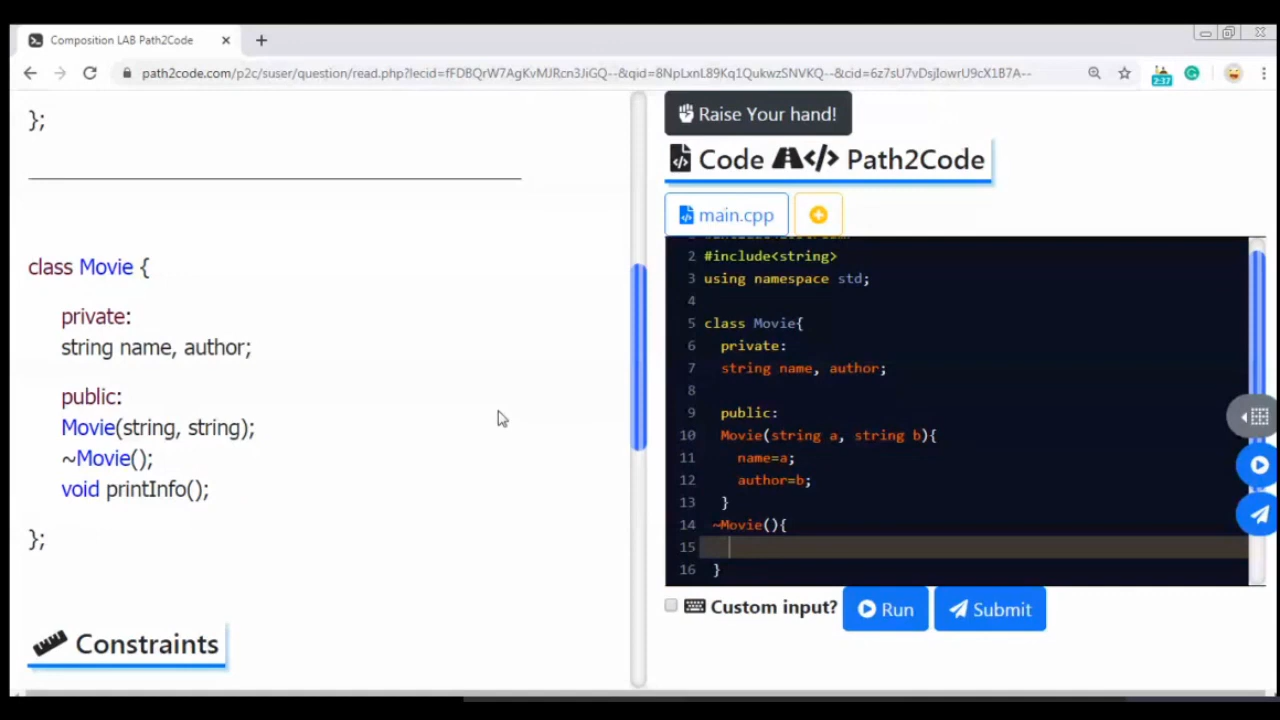 Composition LAB Path2Code
path2code.com/p2c/suser/question/read.php?lecid=fFDBQrW7AgKvMJRcn3JiGQ--&qid=8NpLxnL89Kq1QukwzSNVKQ--&cid=6z7sU7vDsjIowrU9cX1B7A--
2:37
};
class Movie {
private:
string name, author;
public:
Movie(string, string);
~Movie();
void printInfo();
};
Constraints
Raise Your hand!
Code </> Path2Code
main.cpp
2 #include<string>
3 using namespace std;
4
5 class Movie{
6 private:
7 string name, author;
8
9 public:
10 Movie(string a, string b){
11 name=a;
12 author=b;
13 }
14 ~Movie(){
15
16 }
Custom input?
Run
Submit